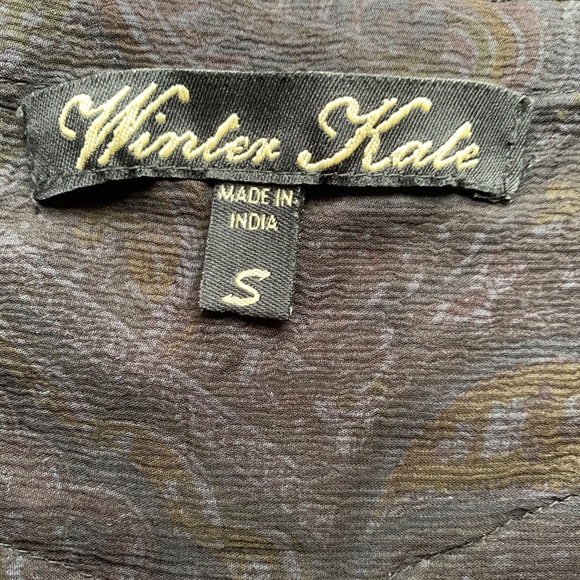 Winter Kate
MADE IN
INDIA
S